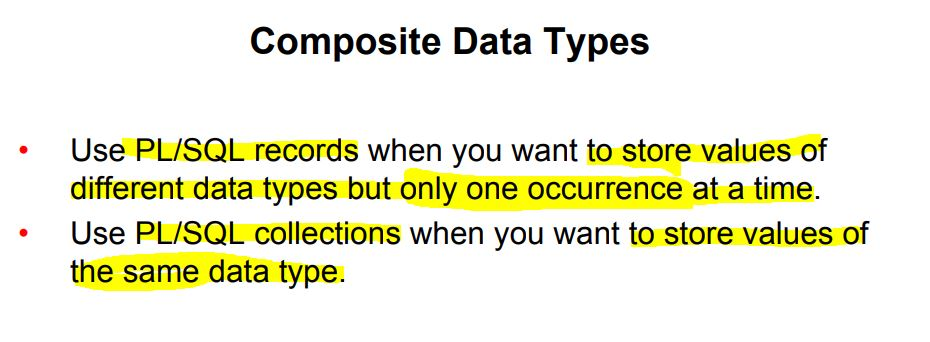 Composite Data Types
• Use PL/SQL records when you want to store values of
different data types but only one occurrence at a time.
• Use PL/SQL collections when you want to store values of
the same data type.